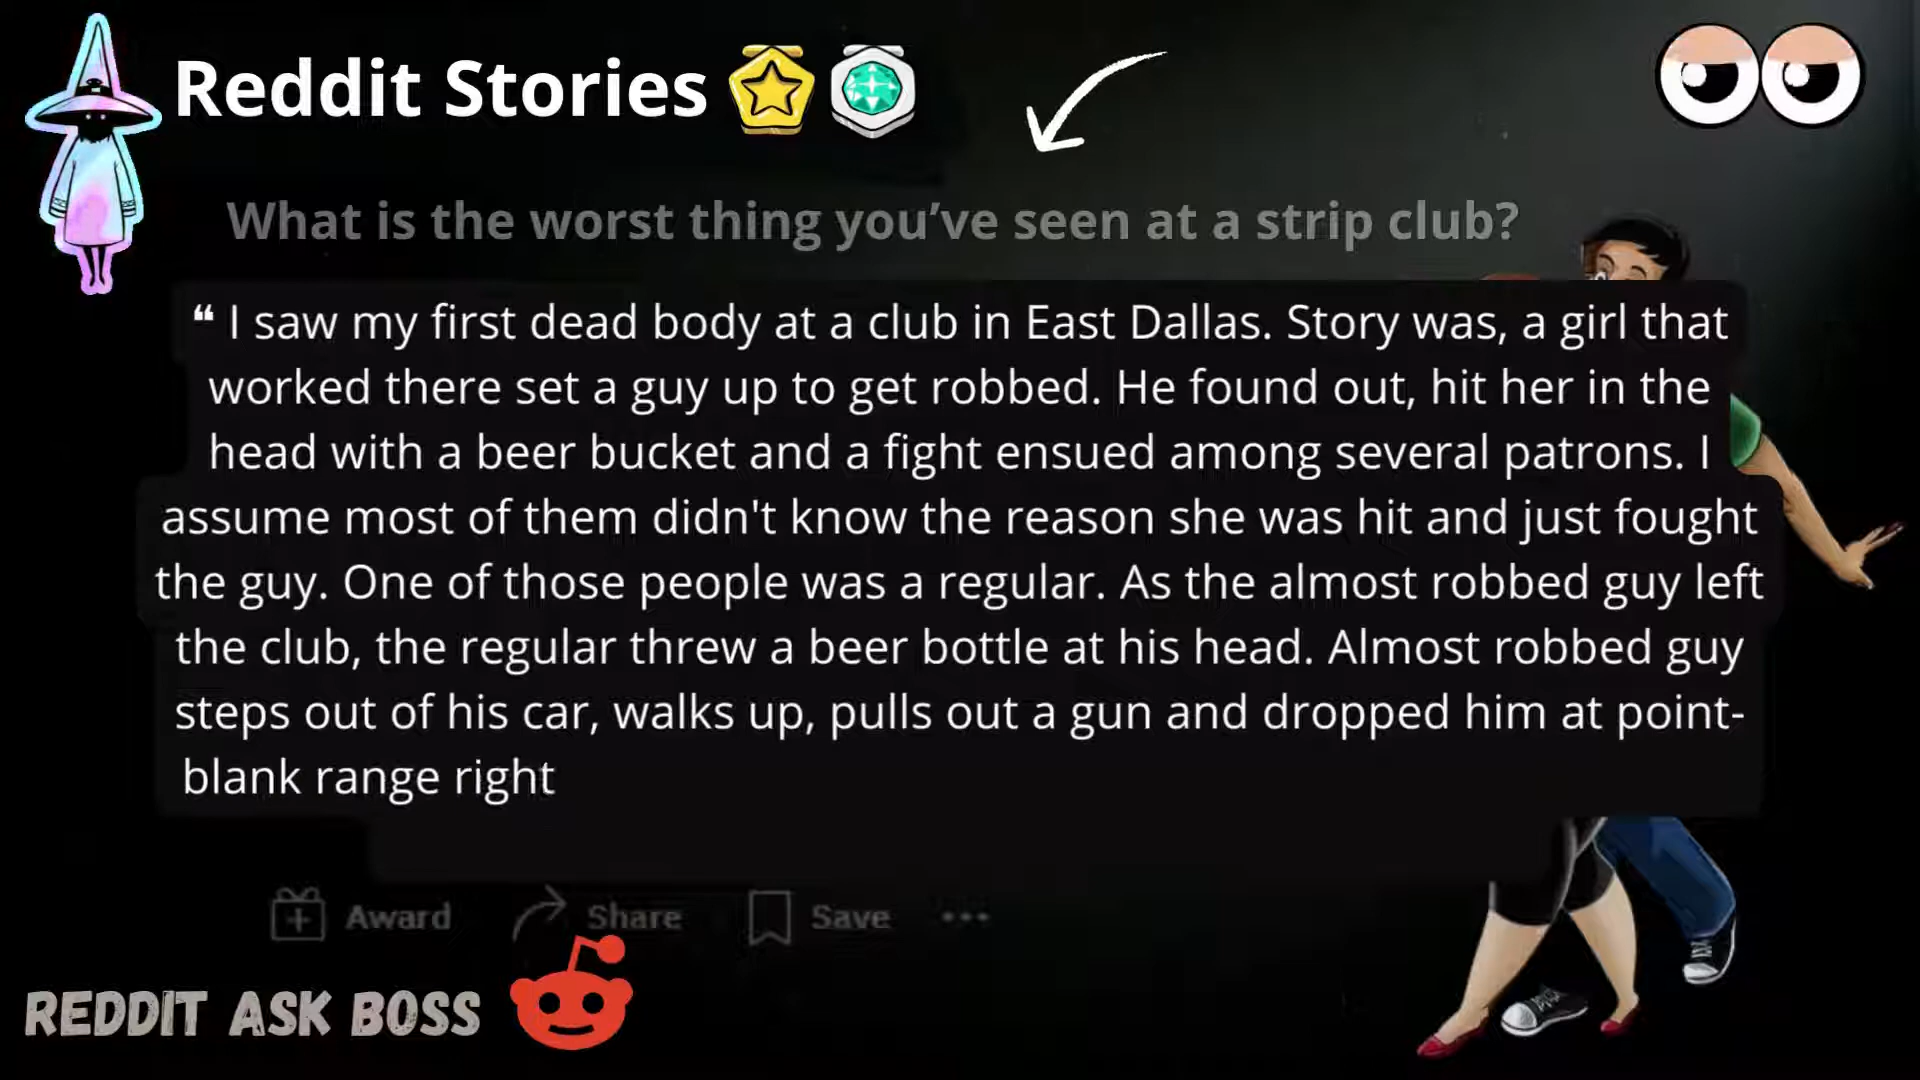 Reddit Stories
What is the worst thing you’ve seen at a strip club?
❝ I saw my first dead body at a club in East Dallas. Story was, a girl that
worked there set a guy up to get robbed. He found out, hit her in the
head with a beer bucket and a fight ensued among several patrons. I
assume most of them didn't know the reason she was hit and just fought
the guy. One of those people was a regular. As the almost robbed guy left
the club, the regular threw a beer bottle at his head. Almost robbed guy
steps out of his car, walks up, pulls out a gun and dropped him at point-
blank range right
Award Share Save ...
REDDIT ASK BOSS